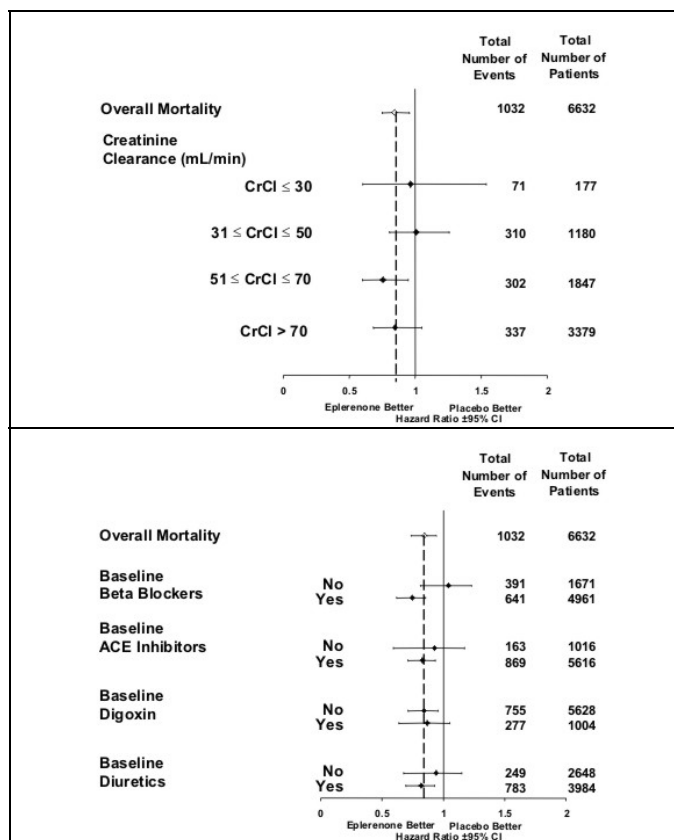 Total Number of Events
Total Number of Patients
Overall Mortality 1032 6632
Creatinine
Clearance (mL/min)
CrCl ≤ 30 71 177
31 ≤ CrCl ≤ 50 310 1180
51 ≤ CrCl ≤ 70 302 1847
CrCl > 70 337 3379
0 0.5 1 1.5 2
Eplerenone Better Placebo Better
Hazard Ratio ±95% CI
Total Number of Events
Total Number of Patients
Overall Mortality 1032 6632
Baseline
Beta Blockers
No 391 1671
Yes 641 4961
Baseline
ACE Inhibitors
No 163 1016
Yes 869 5616
Baseline
Digoxin
No 755 5628
Yes 277 1004
Baseline
Diuretics
No 249 2648
Yes 783 3984
0 0.5 1 1.5 2
Eplerenone Better Placebo Better
Hazard Ratio ±95% CI